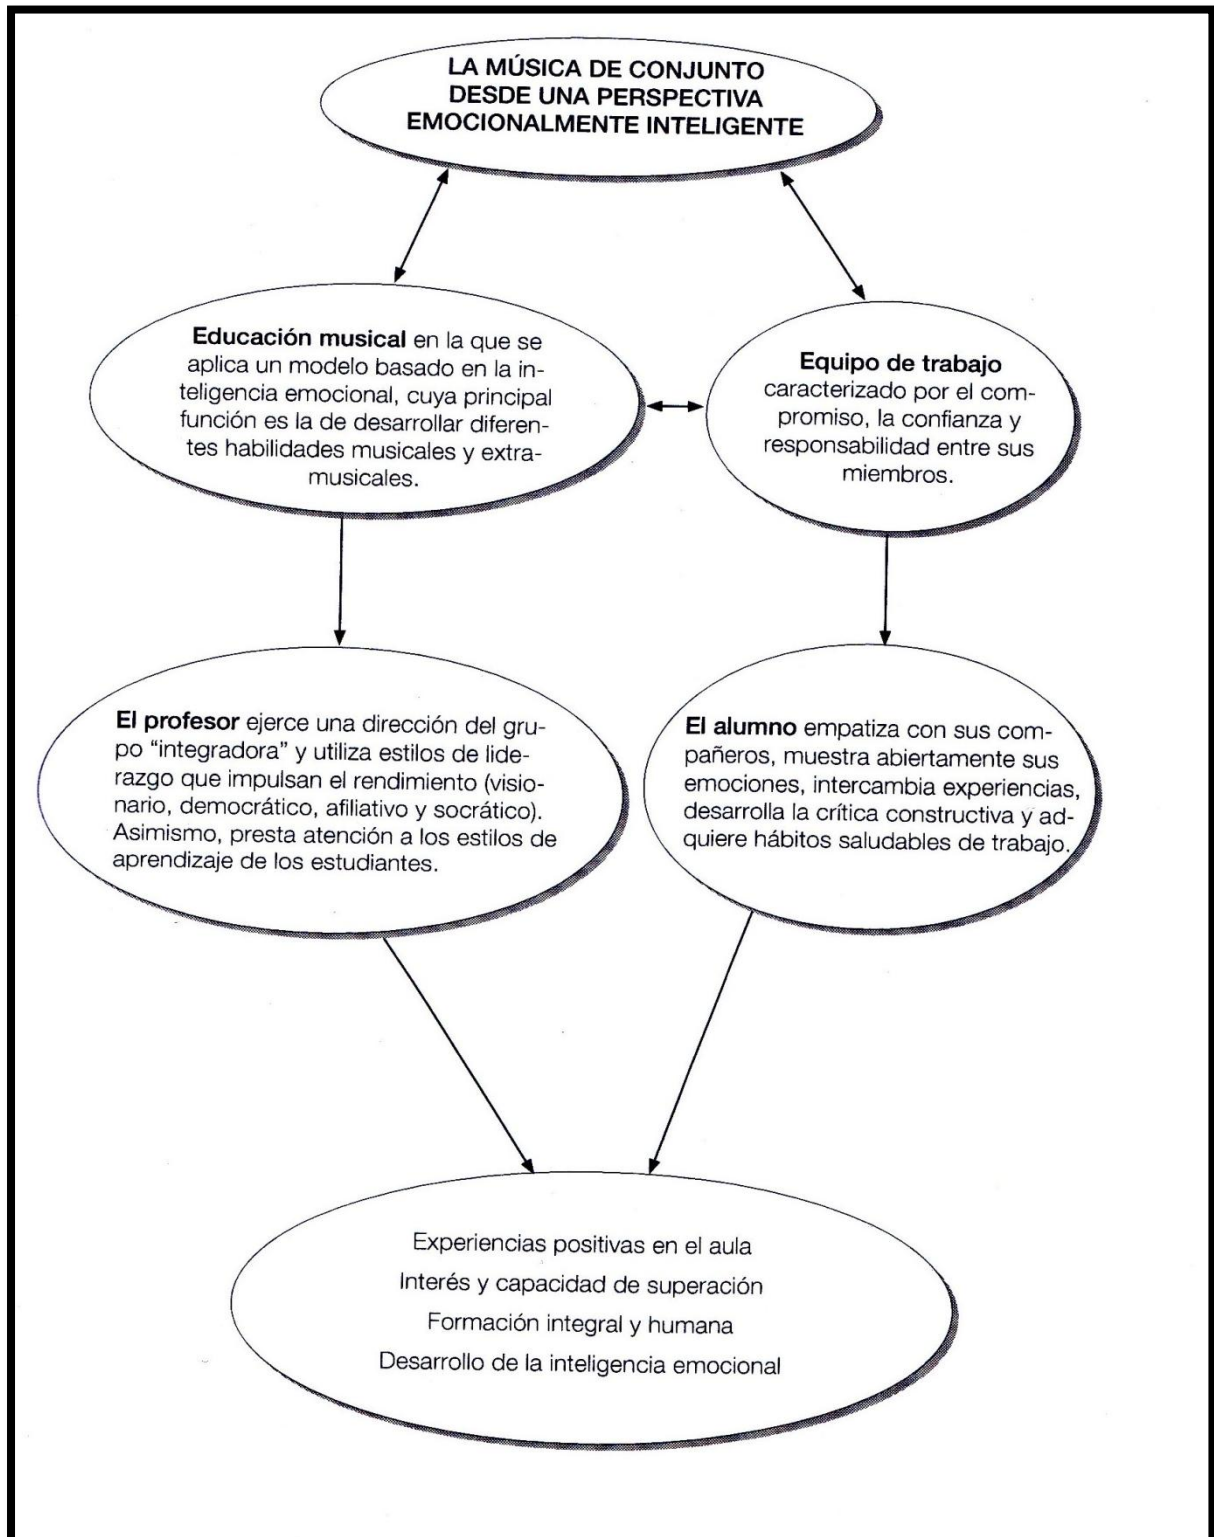 LA MÚSICA DE CONJUNTO
DESDE UNA PERSPECTIVA
EMOCIONALMENTE INTELIGENTE
Educación musical en la que se
aplica un modelo basado en la in-
teligencia emocional, cuya principal
función es la de desarrollar diferen-
tes habilidades musicales y extra-
musicales.
Equipo de trabajo
caracterizado por el com-
promiso, la confianza y
responsabilidad entre sus
miembros.
El profesor ejerce una dirección del gru-
po “integradora” y utiliza estilos de lide-
razgo que impulsan el rendimiento (visio-
nario, democrático, afiliativo y socrático).
Asimismo, presta atención a los estilos de
aprendizaje de los estudiantes.
El alumno empatiza con sus com-
pañeros, muestra abiertamente sus
emociones, intercambia experiencias,
desarrolla la crítica constructiva y ad-
quiere hábitos saludables de trabajo.
Experiencias positivas en el aula
Interés y capacidad de superación
Formación integral y humana
Desarrollo de la inteligencia emocional